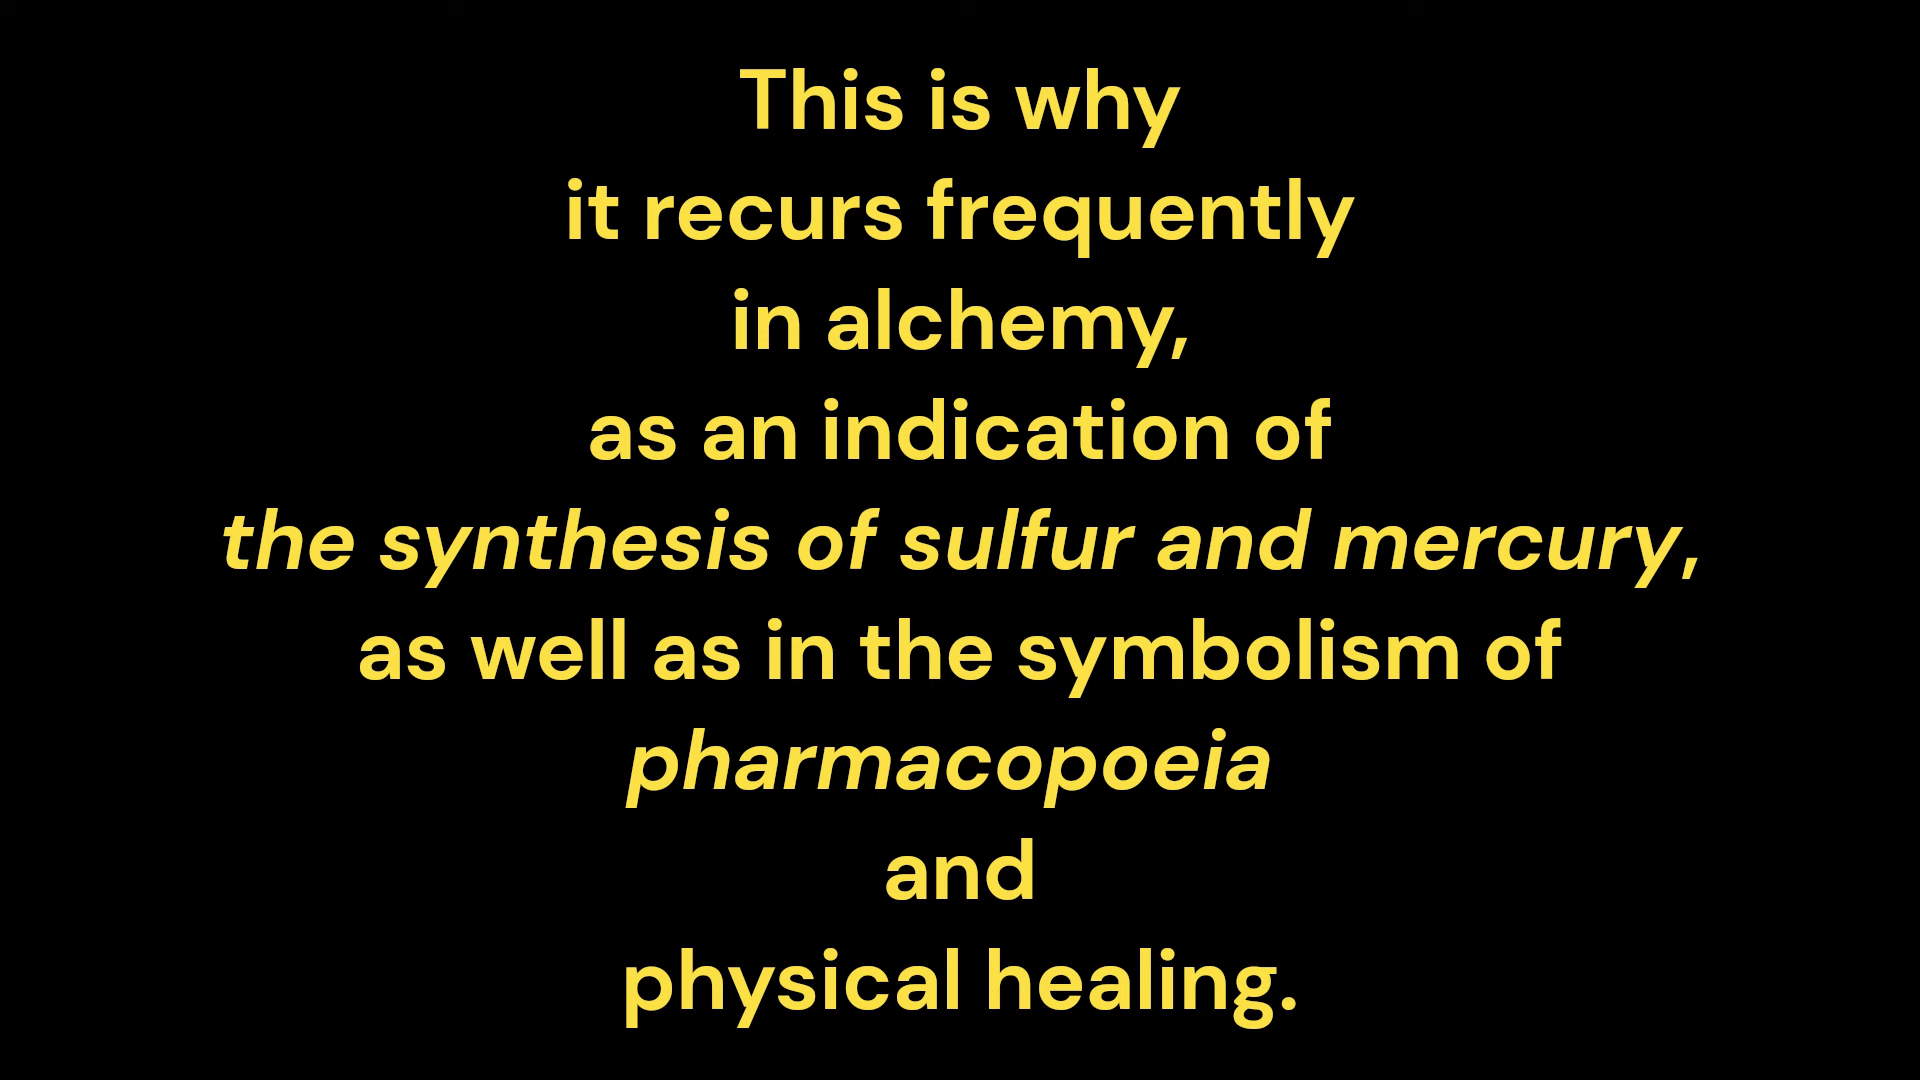 This is why
it recurs frequently
in alchemy,
as an indication of
the synthesis of sulfur and mercury,
as well as in the symbolism of
pharmacopoeia
and
physical healing.